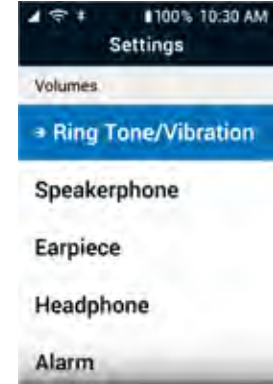 100% 10:30 AM
Settings
Volumes
Ring Tone/Vibration
Speakerphone
Earpiece
Headphone
Alarm